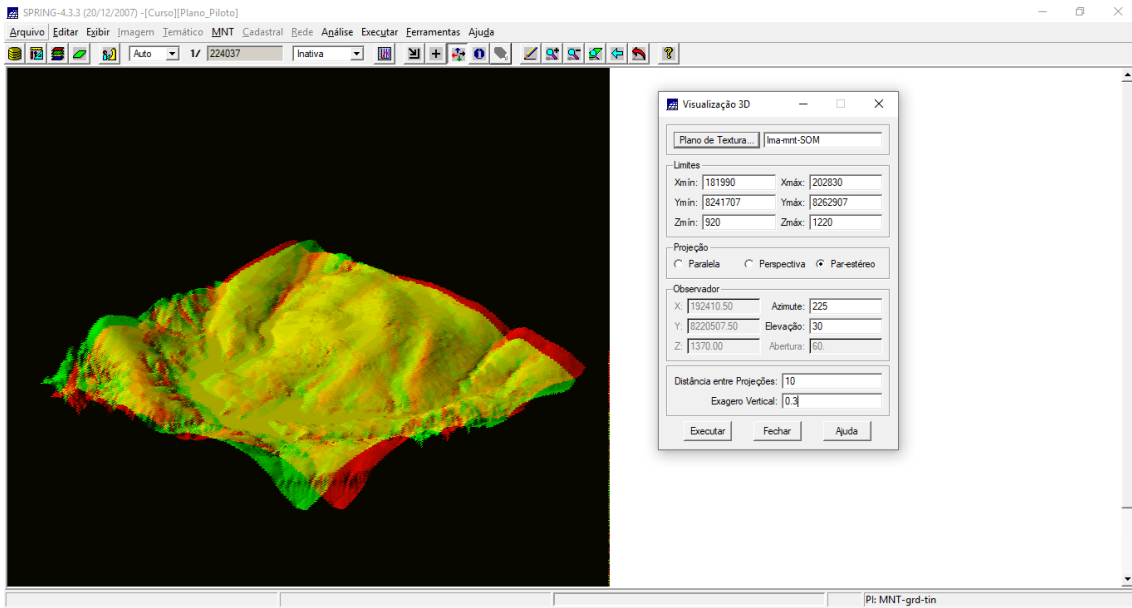 SPRING-4.3.3 (20/12/2007) -[Curso][Plano_Piloto]
Arquivo Editar Exibir Imagem Temático MNT Cadastral Rede Análise Executar Ferramentas Ajuda
Auto 1/ 224037 Inativa
Visualização 3D
Plano de Textura... Ima-mnt-SOM
Limites
Xmín: 181990 Xmáx: 202830
Ymín: 8241707 Ymáx: 8262907
Zmín: 920 Zmáx: 1220
Projeção
Paralela Perspectiva Par-estéreo
Observador
X: 192410.50 Azimute: 225
Y: 8220507.50 Elevação: 30
Z: 1370.00 Abertura: 60.
Distância entre Projeções: 10
Exagero Vertical: 0.3
Executar Fechar Ajuda
PI: MNT-grd-tin